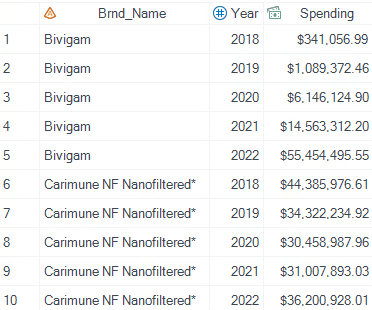 Brnd_Name Year Spending
1 Bivigam 2018 $341,056.99
2 Bivigam 2019 $1,089,372.46
3 Bivigam 2020 $6,146,124.90
4 Bivigam 2021 $14,563,312.20
5 Bivigam 2022 $55,454,495.55
6 Carimune NF Nanofiltered* 2018 $44,385,976.61
7 Carimune NF Nanofiltered* 2019 $34,322,234.92
8 Carimune NF Nanofiltered* 2020 $30,458,987.96
9 Carimune NF Nanofiltered* 2021 $31,007,893.03
10 Carimune NF Nanofiltered* 2022 $36,200,928.01